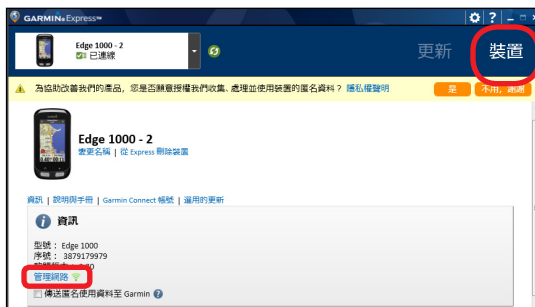 GARMIN Express™
Edge 1000 - 2
已連線
更新
裝置
為協助改善我們的產品，您是否願意授權我們收集、處理並使用裝置的匿名資料？ 隱私權聲明
是
不用，謝謝
Edge 1000 - 2
變更名稱 | 從 Express 刪除裝置
資訊 | 說明與手冊 | Garmin Connect 帳號 | 選用的更新
資訊
型號： Edge 1000
序號： 3879179979
管理網路
傳送匿名使用資料至 Garmin